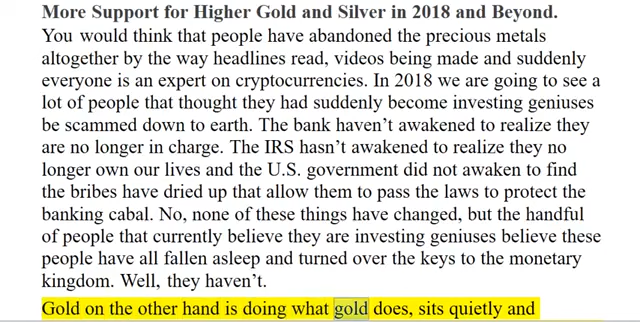 More Support for Higher Gold and Silver in 2018 and Beyond.
You would think that people have abandoned the precious metals
altogether by the way headlines read, videos being made and suddenly
everyone is an expert on cryptocurrencies. In 2018 we are going to see a
lot of people that thought they had suddenly become investing geniuses
be scammed down to earth. The bank haven’t awakened to realize they
are no longer in charge. The IRS hasn’t awakened to realize they no
longer own our lives and the U.S. government did not awaken to find
the bribes have dried up that allow them to pass the laws to protect the
banking cabal. No, none of these things have changed, but the handful
of people that currently believe they are investing geniuses believe these
people have all fallen asleep and turned over the keys to the monetary
kingdom. Well, they haven’t.
Gold on the other hand is doing what gold does, sits quietly and